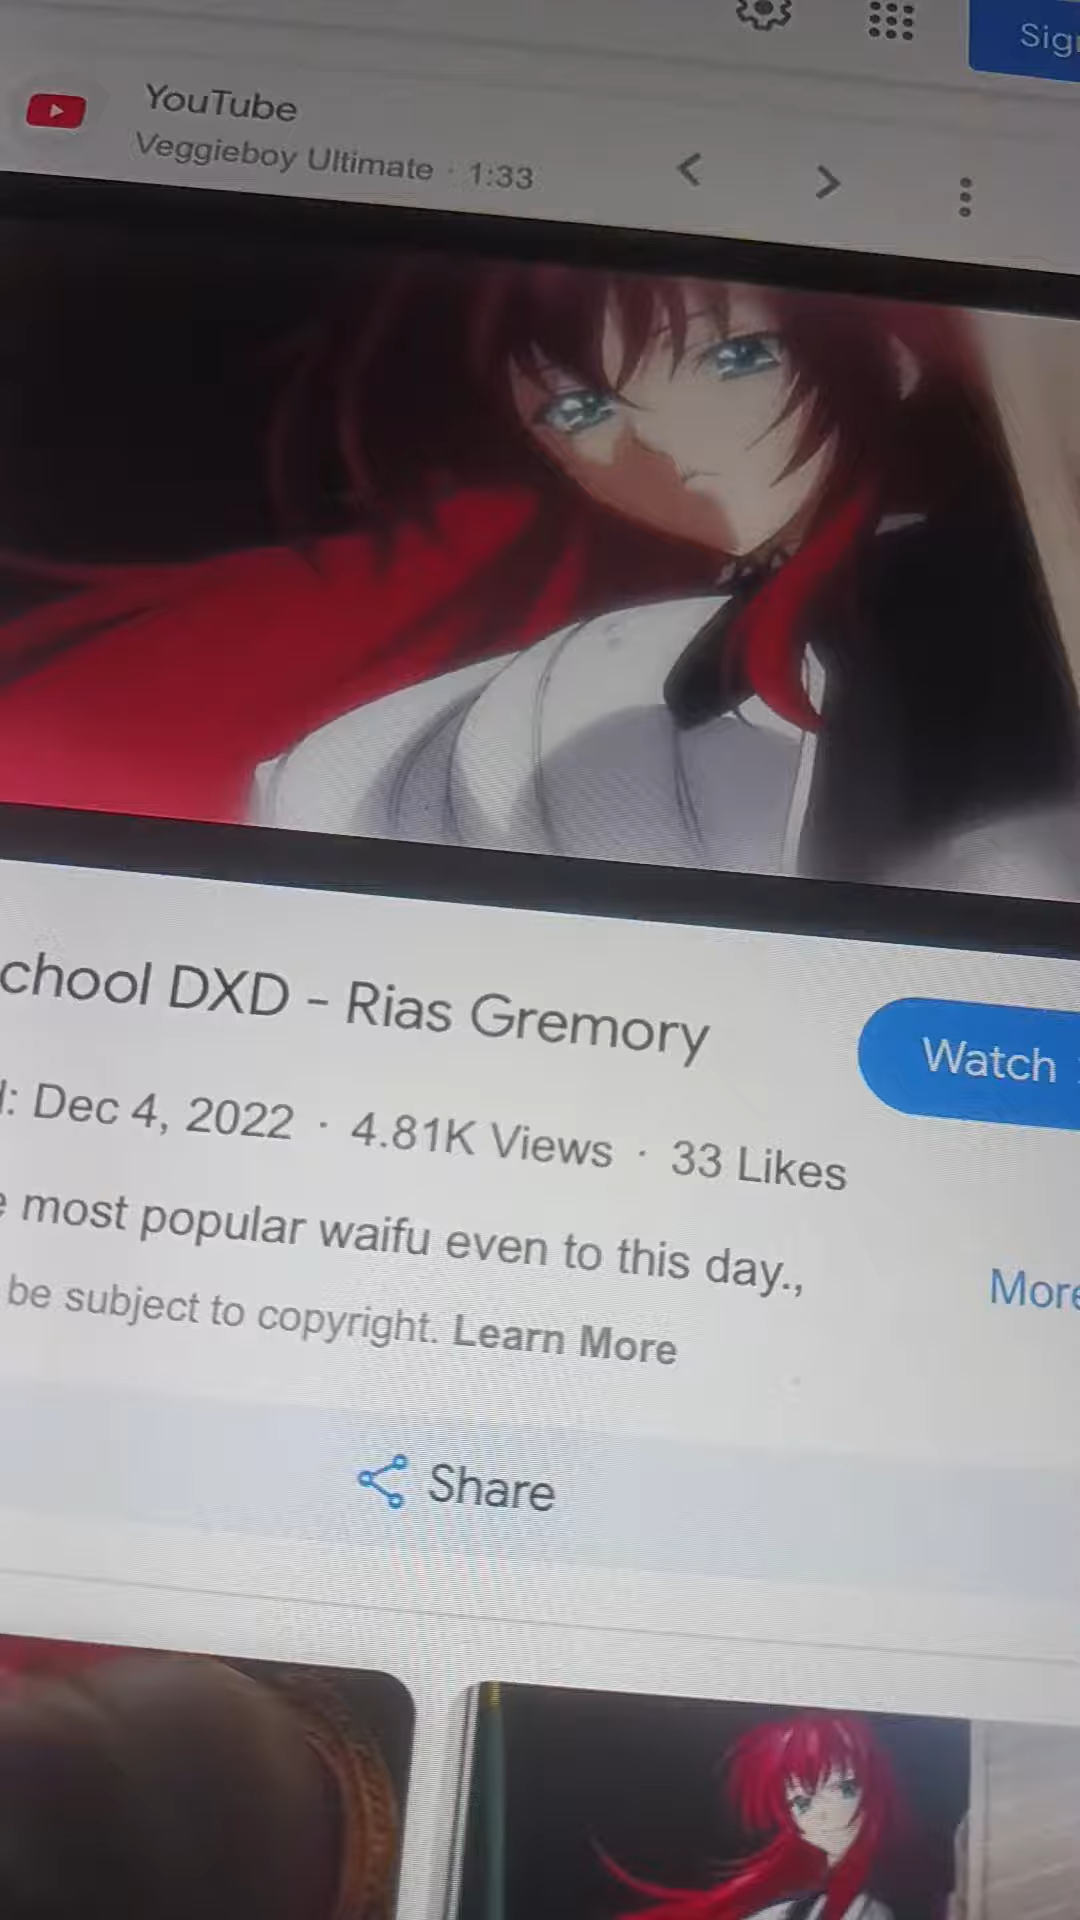 YouTube
Veggieboy Ultimate · 1:33
chool DXD - Rias Gremory
Watch
: Dec 4, 2022 · 4.81K Views · 33 Likes
most popular waifu even to this day.,
More
be subject to copyright. Learn More
Share